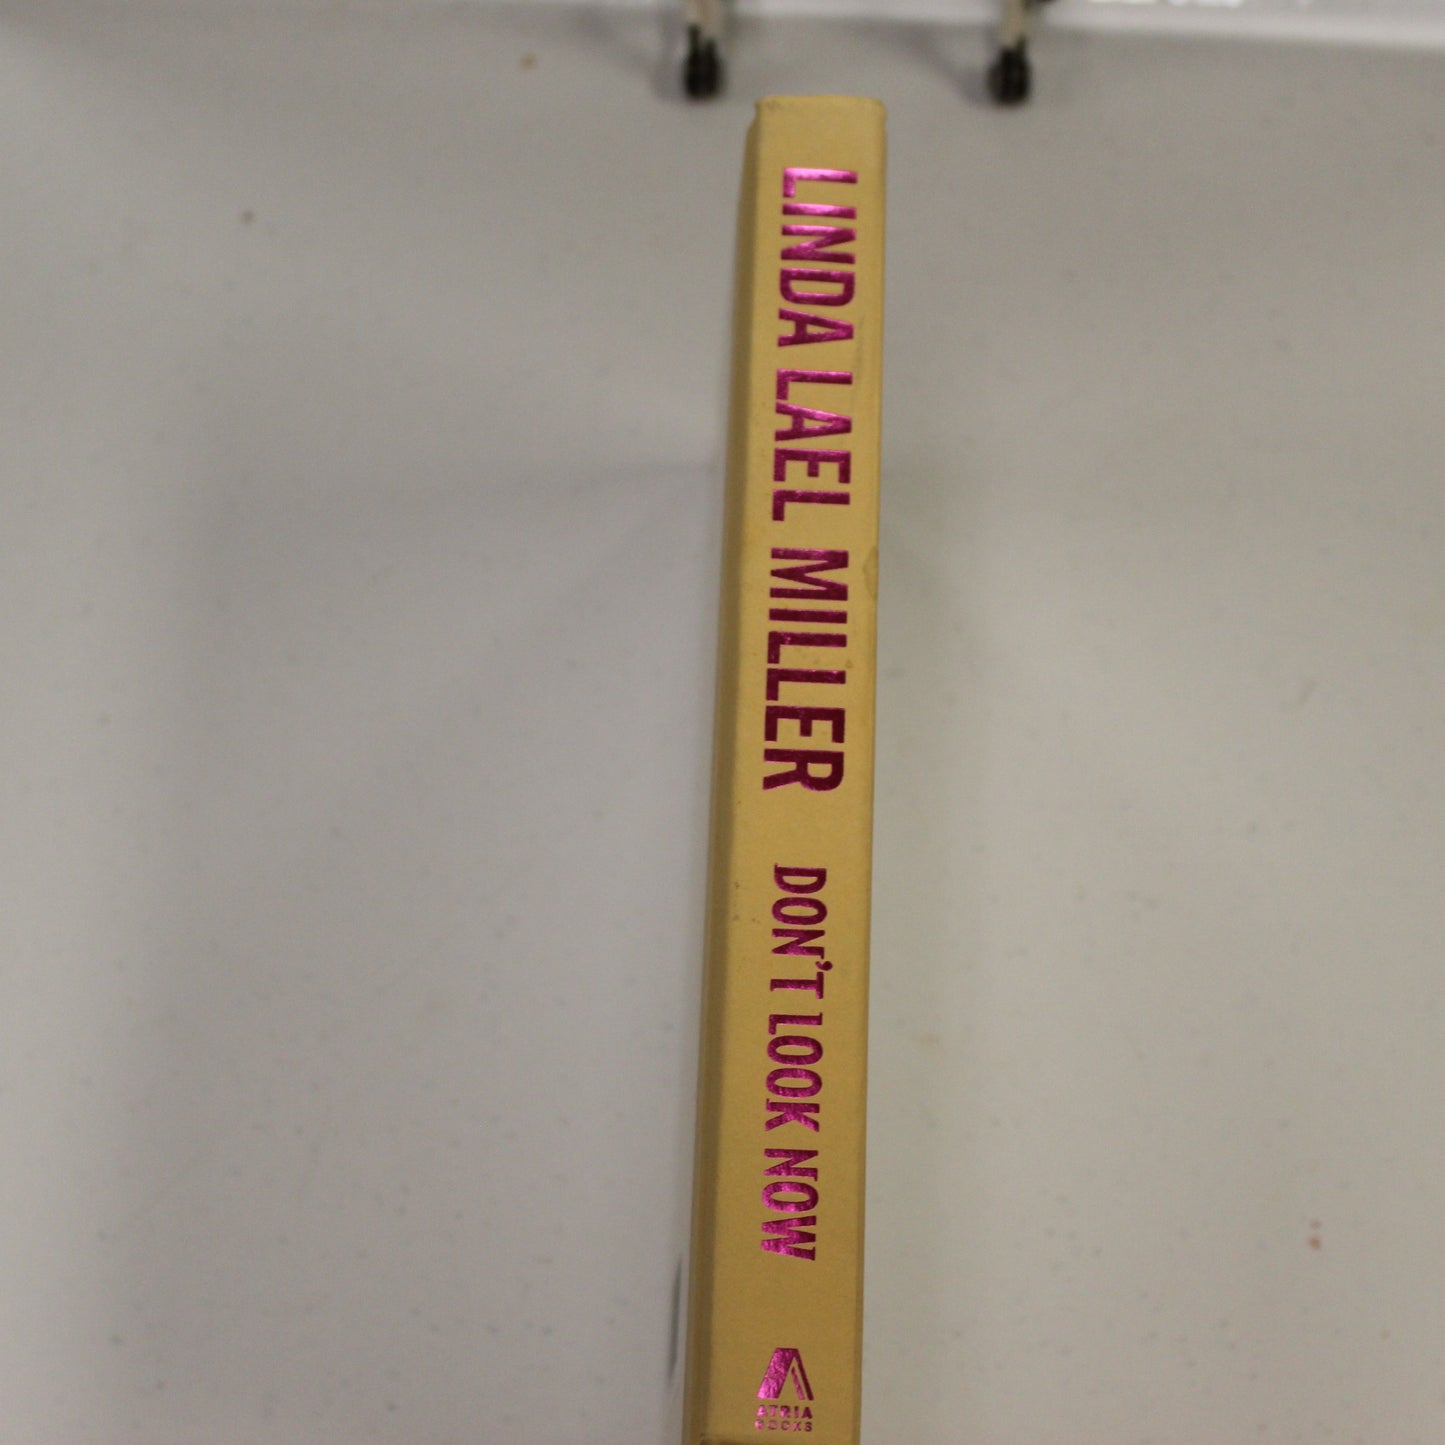 LINDA LAEL MILLER
DON'T LOOK NOW
ATRIA
BOOKS